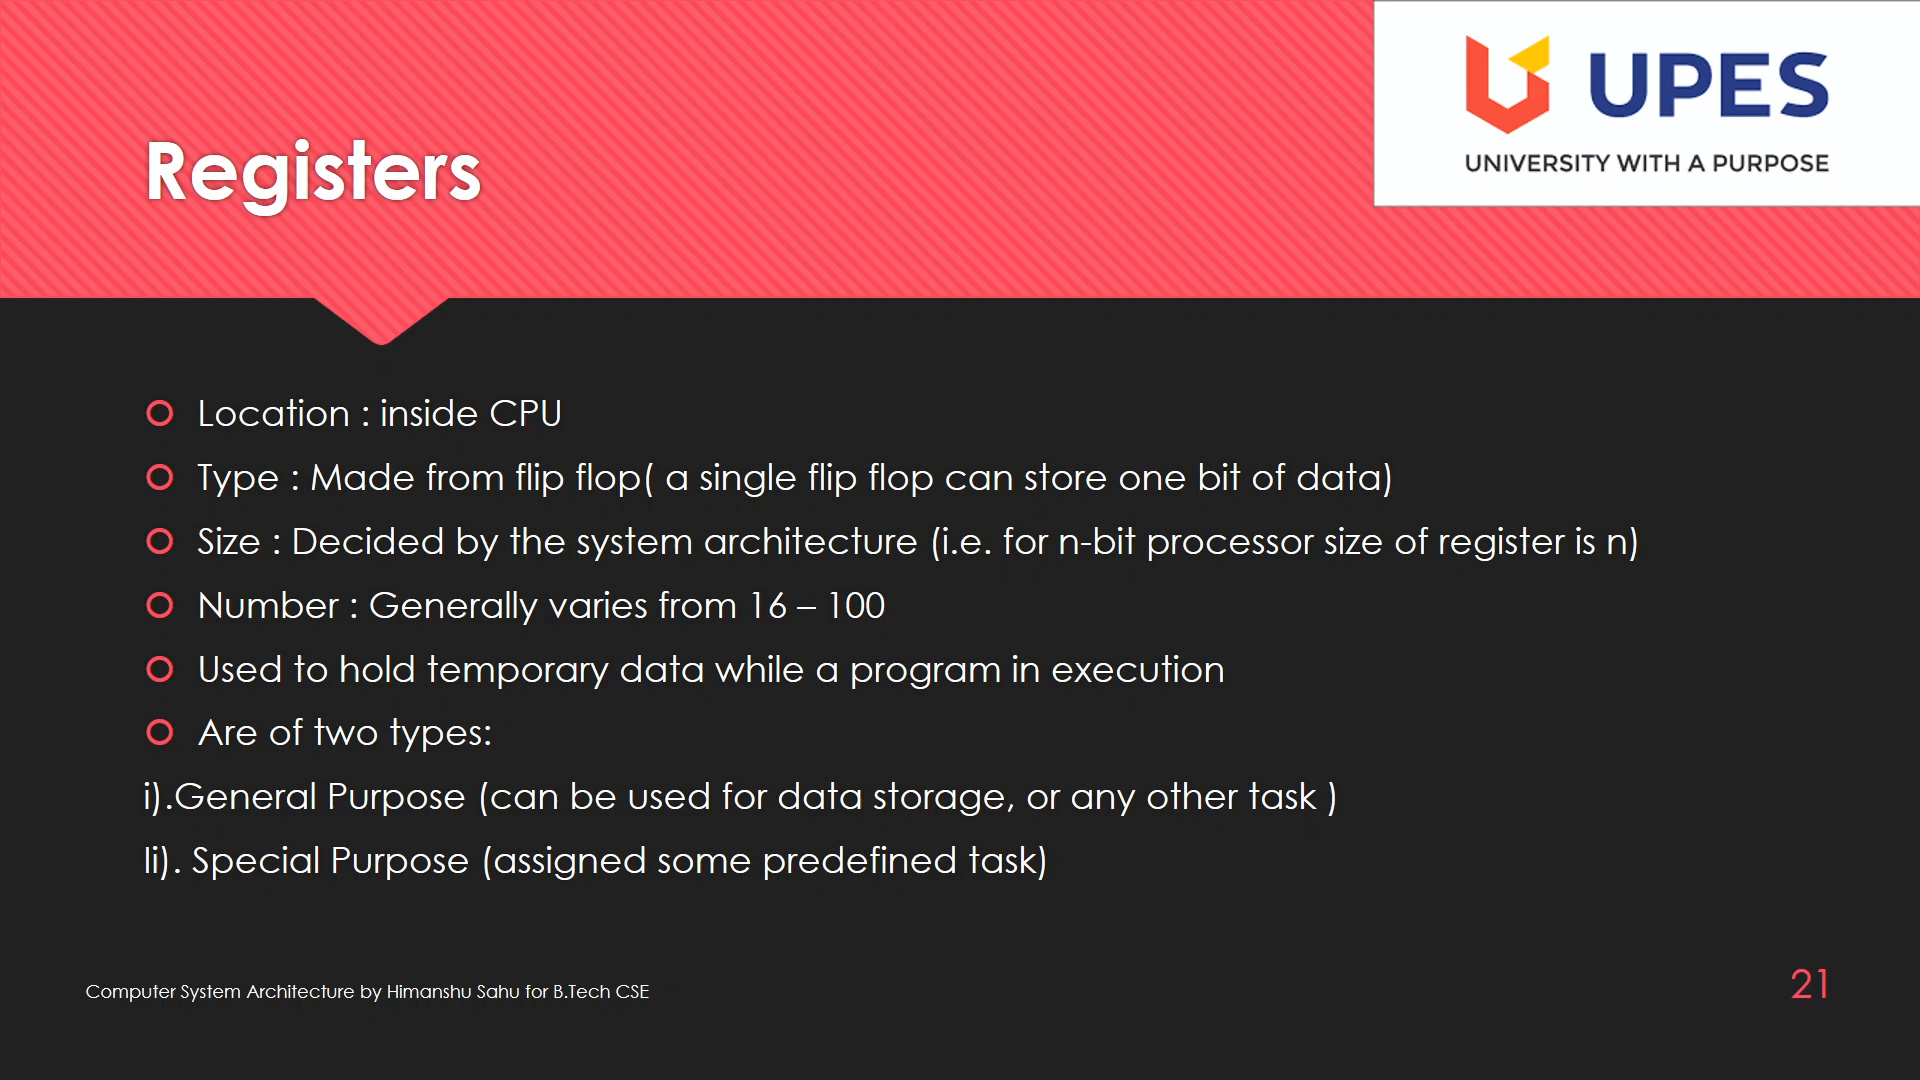 UPES
UNIVERSITY WITH A PURPOSE
Registers
Location : inside CPU
Type : Made from flip flop( a single flip flop can store one bit of data)
Size : Decided by the system architecture (i.e. for n-bit processor size of register is n)
Number : Generally varies from 16 – 100
Used to hold temporary data while a program in execution
Are of two types:
i).General Purpose (can be used for data storage, or any other task )
Ii). Special Purpose (assigned some predefined task)
Computer System Architecture by Himanshu Sahu for B.Tech CSE
21